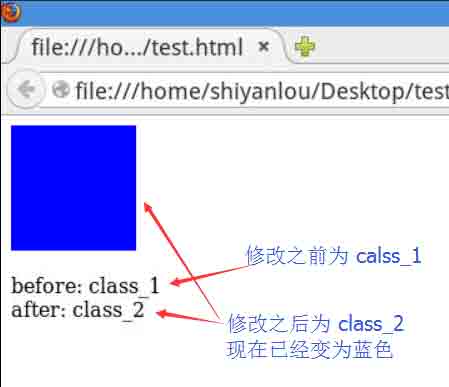 file:///ho.../test.html
file:///home/shiyanlou/Desktop/test
修改之前为 calss_1
before: class_1
after: class_2
修改之后为 class_2
现在已经变为蓝色